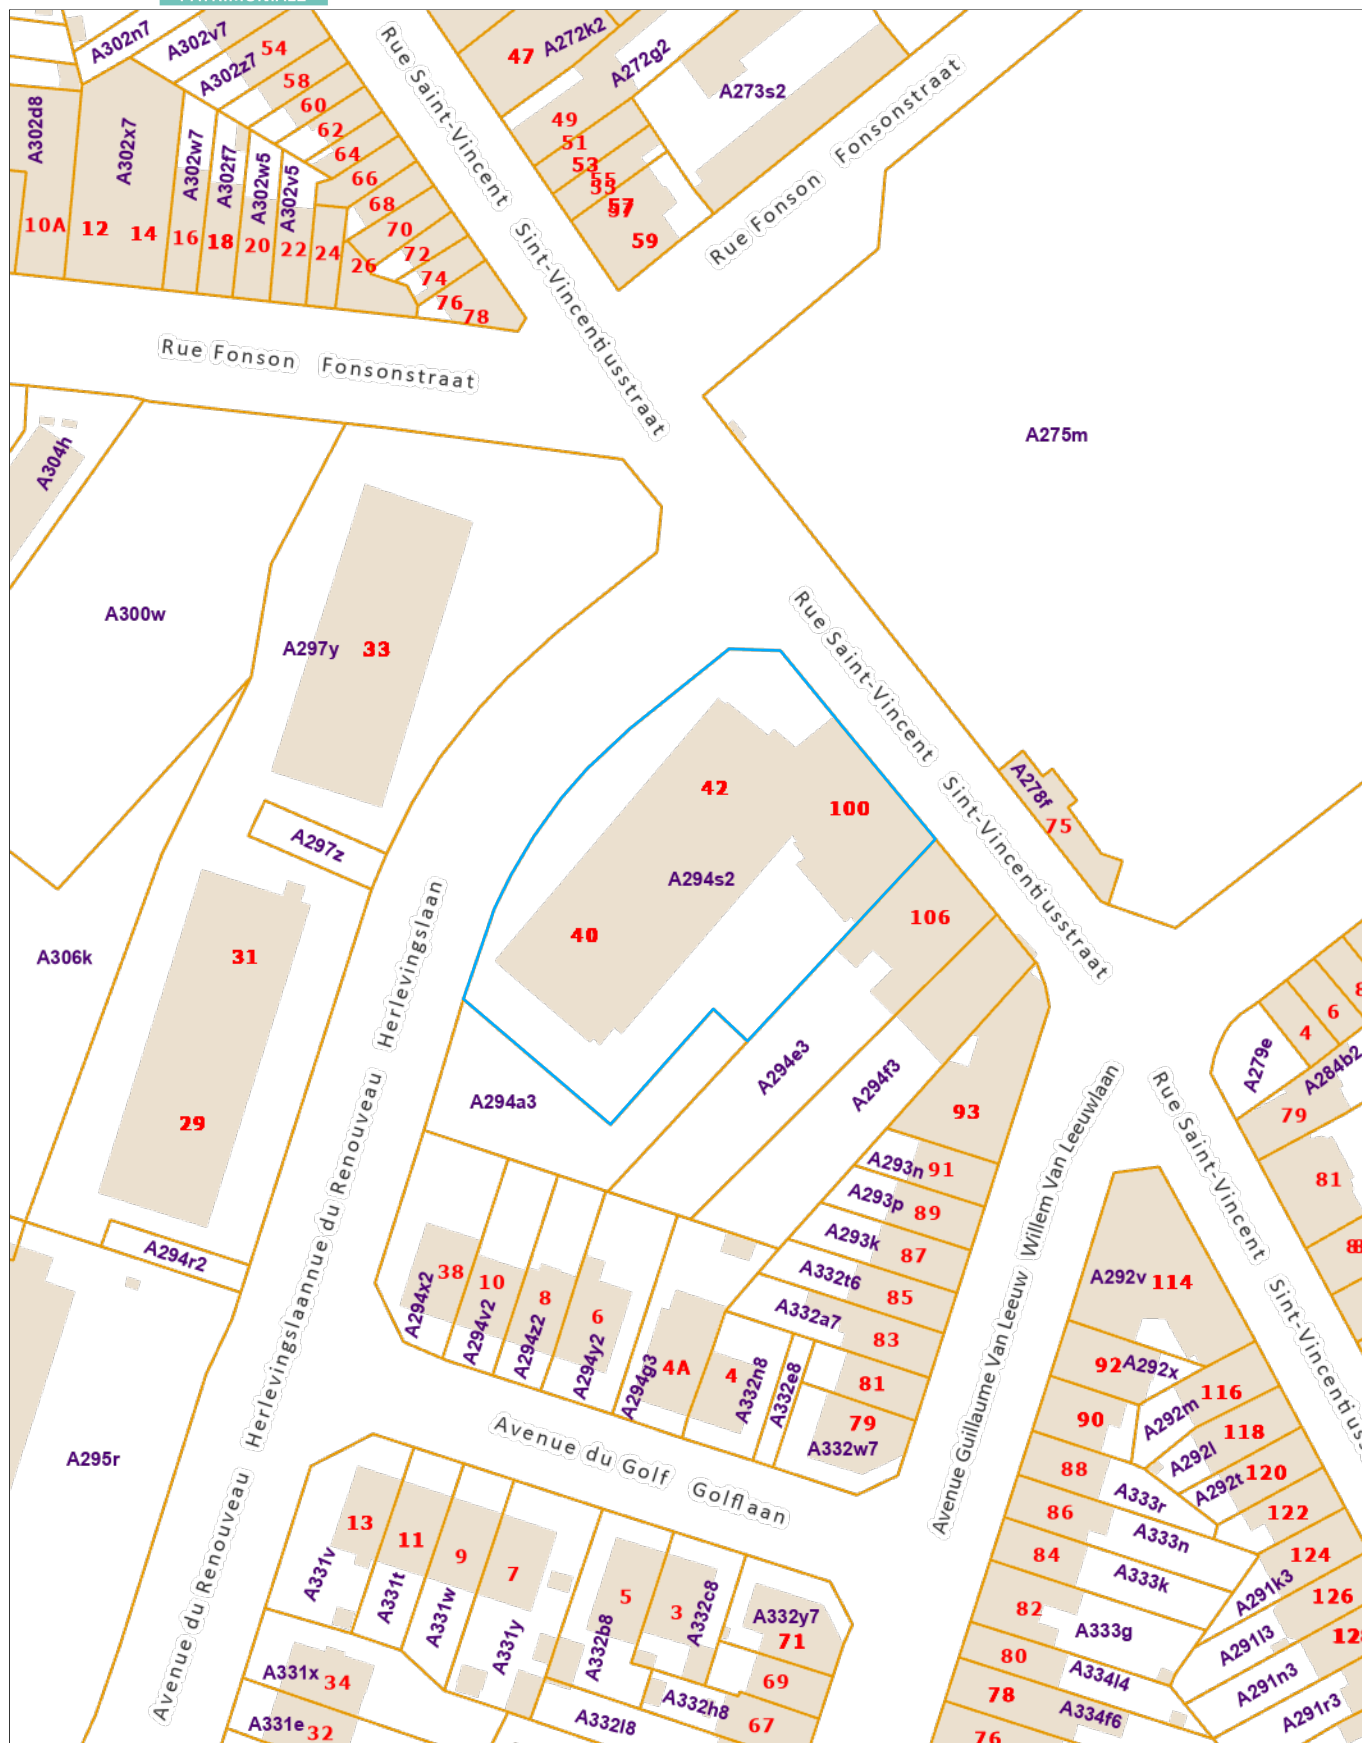 A302n7
A302v7
A302z7
54
58
60
62
64
66
68
70
72
74
76
78
A302d8
A302x7
A302w7
A302f7
A302w5
A302v5
10A
12
14
16
18
20
22
24
26
Rue Saint-Vincent Sint-Vincentiusstraat
47
A272k2
A272g2
A273s2
49
51
53
55
57
59
Rue Fonson Fonsonstraat
Rue Fonson Fonsonstraat
A304h
A300w
A297y
33
A275m
Rue Saint-Vincent Sint-Vincentiusstraat
A278f
75
A297z
42
100
A294s2
40
106
31
A306k
29
A294r2
A295r
Avenue du Renouveau Herlevingslaan
nue du Renouveau Herlevingslaan
Avenue du Renouveau Herlevingslaan
A294a3
A294e3
A294f3
93
A293n
91
A293p
89
A293k
87
A332t6
85
A332a7
83
81
79
A332w7
A279e
4
6
A284b2
79
81
Rue Saint-Vincent
Avenue Guillaume Van Leeuw Willem Van Leeuwlaan
A294x2
38
A294v2
10
A294z2
8
A294y2
6
A294g3
4A
4
A332n8
A332e8
Avenue du Golf Golflaan
A292v
114
92
A292x
90
A292m
116
A292l
118
A292t
120
122
88
A333r
86
A333n
84
A333k
124
A291k3
126
82
A333g
A291l3
80
A334l4
A291n3
78
A334f6
A291r3
76
13
A331v
11
A331t
9
A331w
7
A331y
5
A332b8
3
A332c8
A332y7
71
69
67
A332h8
A332l8
A331x
34
A331e
32